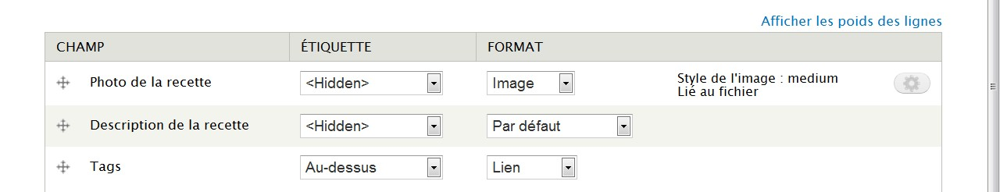 Afficher les poids des lignes
CHAMP ÉTIQUETTE FORMAT
Photo de la recette <Hidden> Image Style de l'image : medium
Lié au fichier
Description de la recette <Hidden> Par défaut
Tags Au-dessus Lien